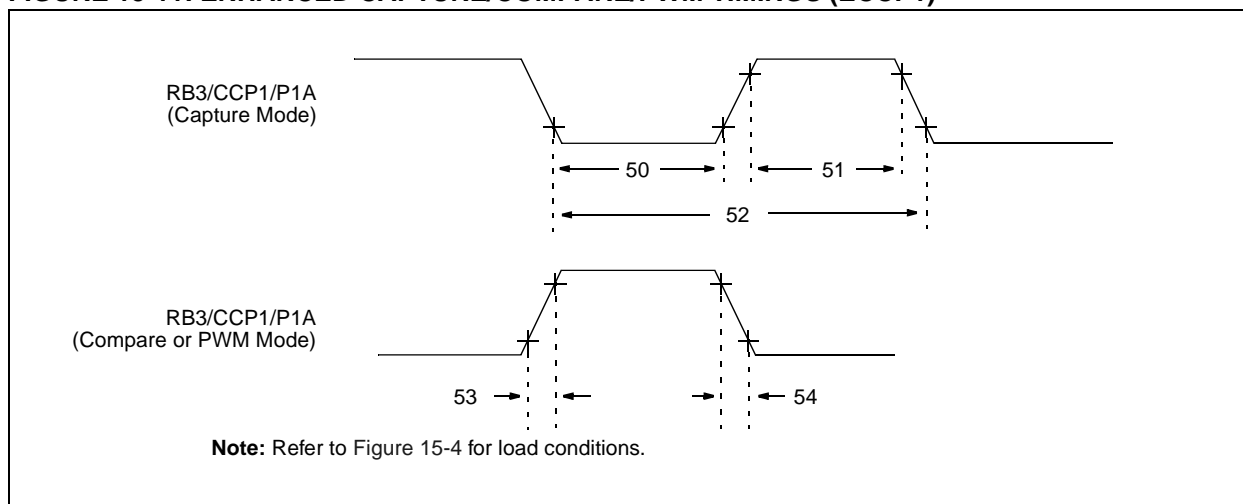 RB3/CCP1/P1A
(Capture Mode)
50
51
52
RB3/CCP1/P1A
(Compare or PWM Mode)
53
54
Note: Refer to Figure 15-4 for load conditions.